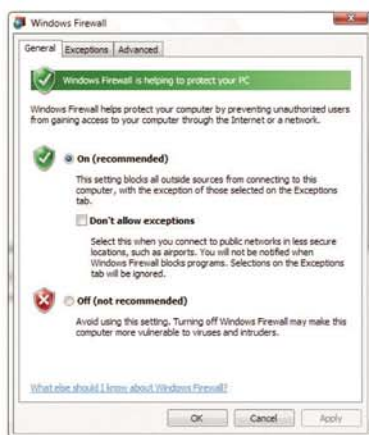 Windows Firewall
General Exceptions Advanced
Windows Firewall is helping to protect your PC
Windows Firewall helps protect your computer by preventing unauthorized users
from gaining access to your computer through the Internet or a network.
On (recommended)
This setting blocks all outside sources from connecting to this
computer, with the exception of those selected on the Exceptions
tab.
Don't allow exceptions
Select this when you connect to public networks in less secure
locations, such as airports. You will not be notified when
Windows Firewall blocks programs. Selections on the Exceptions
tab will be ignored.
Off (not recommended)
Avoid using this setting. Turning off Windows Firewall may make this
computer more vulnerable to viruses and intruders.
What else should I know about Windows Firewall?
OK Cancel Apply